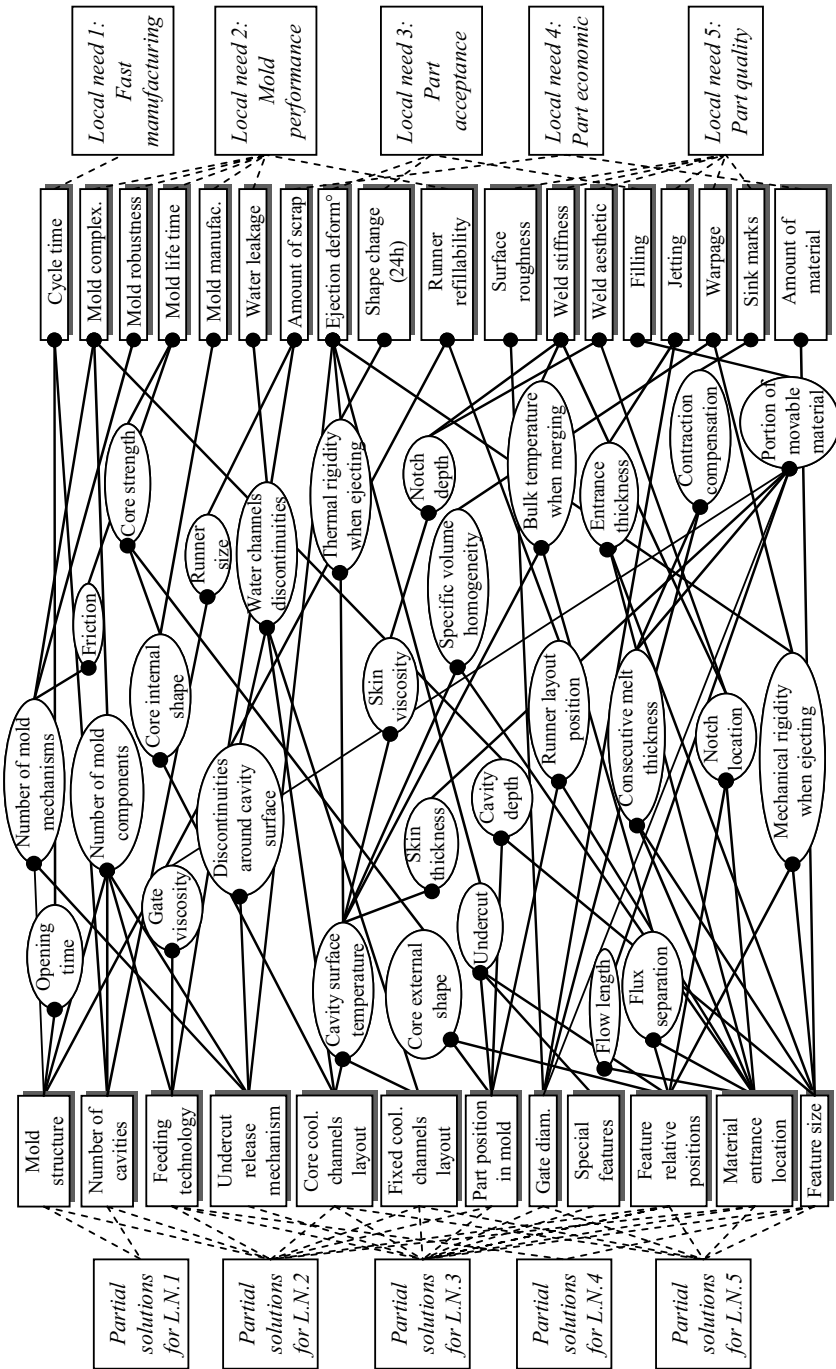 Local need 1:
Fast
manufacturing
Local need 2:
Mold
performance
Local need 3:
Part
acceptance
Local need 4:
Part economic
Local need 5:
Part quality
Cycle time
Mold complex.
Mold robustness
Mold life time
Mold manufac.
Water leakage
Amount of scrap
Ejection deform°
Shape change
(24h)
Runner
refillability
Surface
roughness
Weld stiffness
Weld aesthetic
Filling
Jetting
Warpage
Sink marks
Amount of
material
Number of mold
mechanisms
Opening
time
Friction
Core strength
Number of mold
components
Core internal
shape
Runner
size
Gate
viscosity
Water channels
discontinuities
Discontinuities
around cavity
surface
Thermal rigidity
when ejecting
Cavity surface
temperature
Skin
viscosity
Notch
depth
Specific volume
homogeneity
Skin
thickness
Core external
shape
Undercut
Cavity
depth
Bulk temperature
when merging
Runner layout
position
Entrance
thickness
Flow length
Flux
separation
Consecutive melt
thickness
Contraction
compensation
Notch
location
Mechanical rigidity
when ejecting
Portion of
movable
material
Mold
structure
Number of
cavities
Feeding
technology
Undercut
release
mechanism
Core cool.
channels
layout
Fixed cool.
channels
layout
Part position
in mold
Gate diam.
Special
features
Feature
relative
positions
Material
entrance
location
Feature size
Partial
solutions
for L.N.1
Partial
solutions
for L.N.2
Partial
solutions
for L.N.3
Partial
solutions
for L.N.4
Partial
solutions
for L.N.5